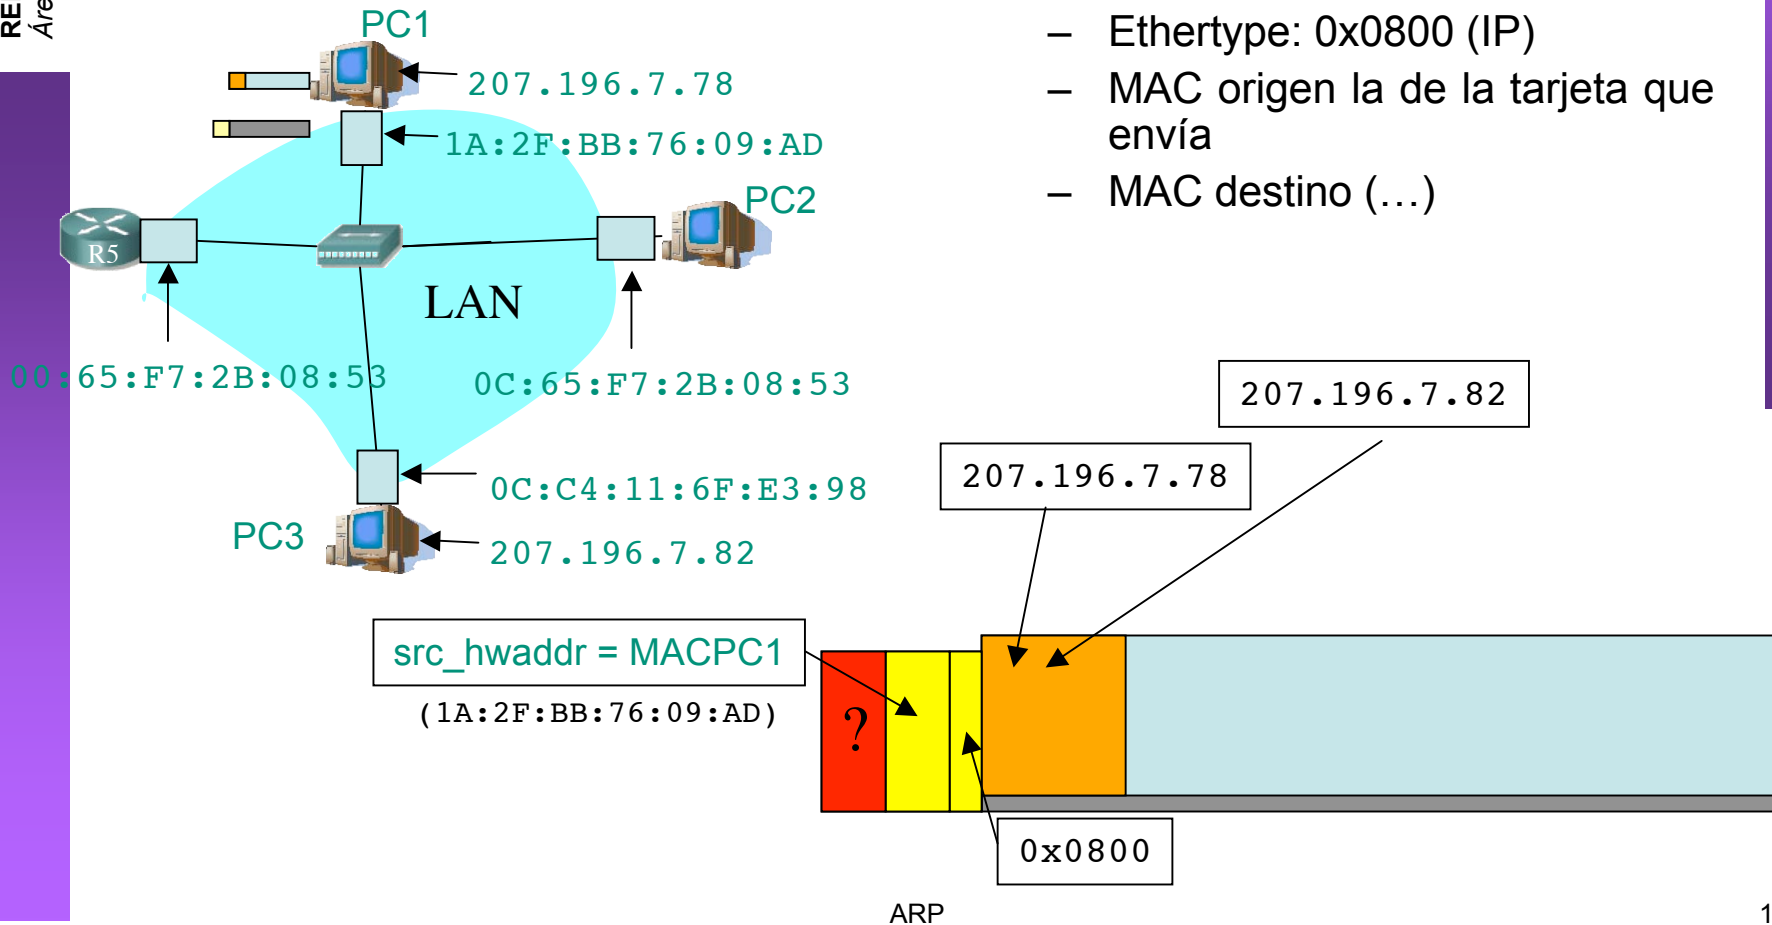 RE
Áre
PC1
207.196.7.78
1A:2F:BB:76:09:AD
PC2
R5
LAN
00:65:F7:2B:08:53
0C:65:F7:2B:08:53
0C:C4:11:6F:E3:98
PC3
207.196.7.82
– Ethertype: 0x0800 (IP)
– MAC origen la de la tarjeta que
envía
– MAC destino (…)
207.196.7.82
207.196.7.78
src_hwaddr = MACPC1
(1A:2F:BB:76:09:AD)
?
0x0800
ARP
1